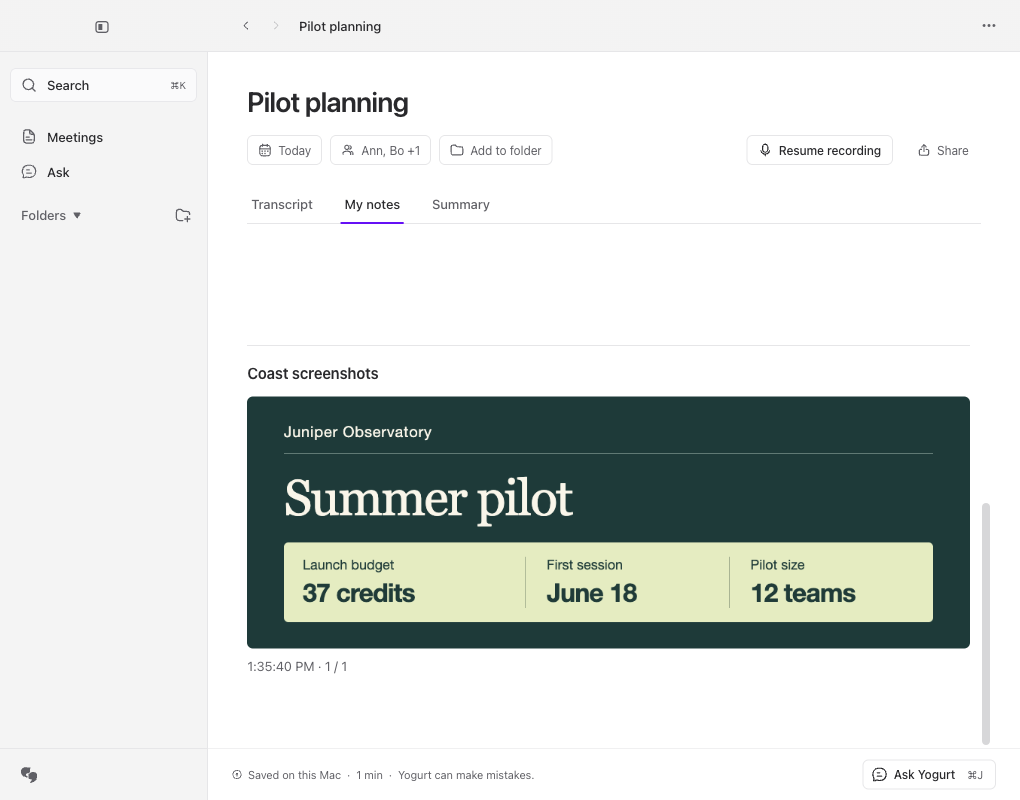 Pilot planning
Search ⌘K
Meetings
Ask
Folders
Pilot planning
Today
Ann, Bo +1
Add to folder
Resume recording
Share
Transcript
My notes
Summary
Coast screenshots
Juniper Observatory
Summer pilot
Launch budget
37 credits
First session
June 18
Pilot size
12 teams
1:35:40 PM · 1 / 1
Saved on this Mac · 1 min · Yogurt can make mistakes.
Ask Yogurt ⌘J